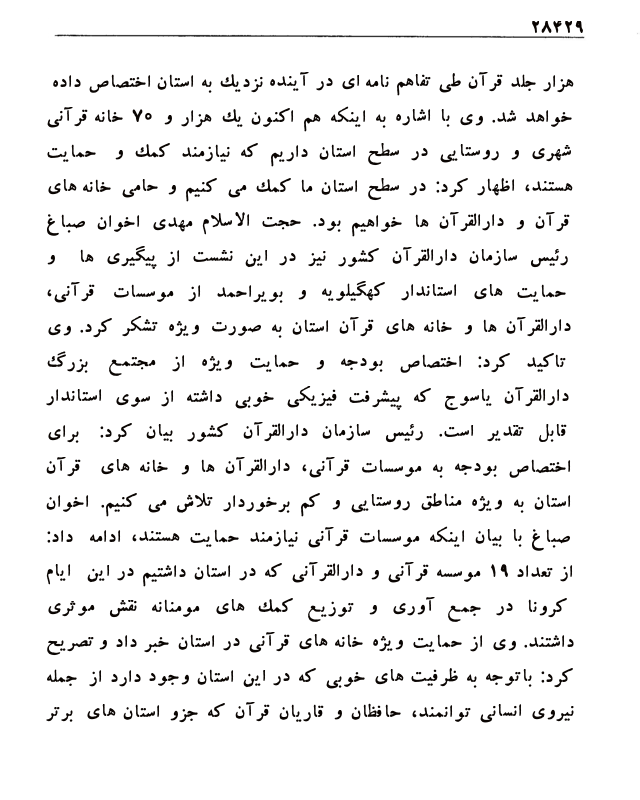 ۲۸۴۲۹
هزار جلد قرآن طی تفاهم نامه ای در آینده نزدیك به استان اختصاص داده
خواهد شد. وی با اشاره به اینکه هم اکنون یك هزار و ۷۰ خانه قرآنی
شهری و روستایی در سطح استان داریم که نیازمند کمك و حمایت
هستند، اظهار کرد: در سطح استان ما کمك می کنیم و حامی خانه های
قرآن و دارالقرآن ها خواهیم بود. حجت الاسلام مهدی اخوان صباغ
رئیس سازمان دارالقرآن کشور نیز در این نشست از پیگیری ها و
حمایت های استاندار کهگیلویه و بویراحمد از موسسات قرآنی،
دارالقرآن ها و خانه های قرآن استان به صورت ویژه تشکر کرد. وی
تاکید کرد: اختصاص بودجه و حمایت ویژه از مجتمع بزرگ
دارالقرآن یاسوج که پیشرفت فیزیکی خوبی داشته از سوی استاندار
قابل تقدیر است. رئیس سازمان دارالقرآن کشور بیان کرد: برای
اختصاص بودجه به موسسات قرآنی، دارالقرآن ها و خانه های قرآن
استان به ویژه مناطق روستایی و کم برخوردار تلاش می کنیم. اخوان
صباغ با بیان اینکه موسسات قرآنی نیازمند حمایت هستند، ادامه داد:
از تعداد ۱۹ موسسه قرآنی و دارالقرآنی که در استان داشتیم در این ایام
کرونا در جمع آوری و توزیع کمك های مومنانه نقش موثری
داشتند. وی از حمایت ویژه خانه های قرآنی در استان خبر داد و تصریح
کرد: باتوجه به ظرفیت های خوبی که در این استان وجود دارد از جمله
نیروی انسانی توانمند، حافظان و قاریان قرآن که جزو استان های برتر